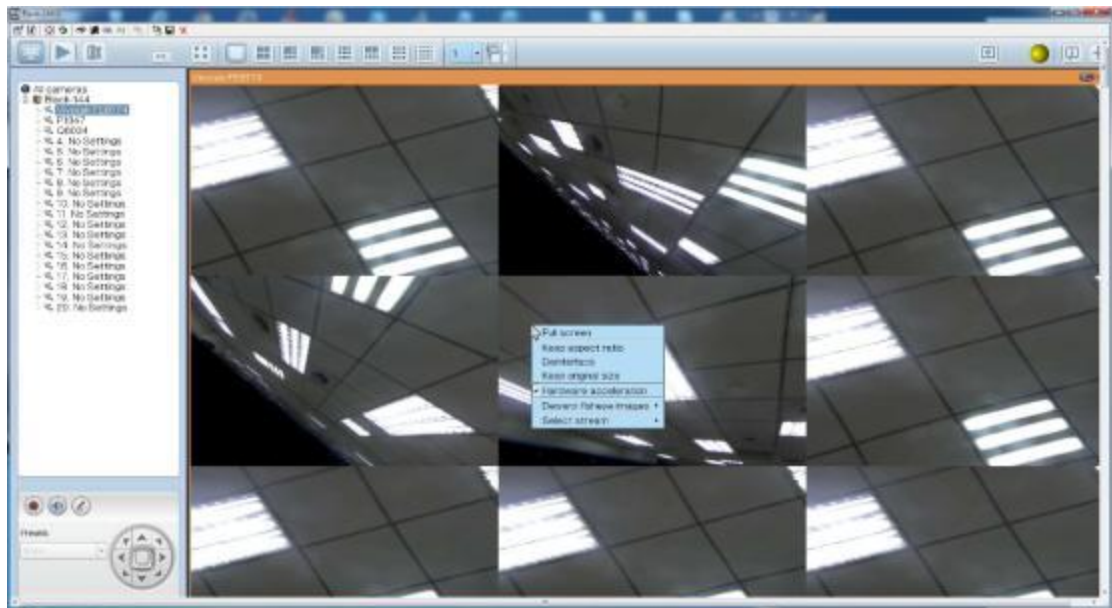 1
All cameras
P1347
Q6034
4. No Settings
5. No Settings
6. No Settings
7. No Settings
8. No Settings
9. No Settings
10. No Settings
11. No Settings
12. No Settings
13. No Settings
14. No Settings
15. No Settings
16. No Settings
17. No Settings
18. No Settings
19. No Settings
20. No Settings
Full screen
Keep aspect ratio
Deinterlace
Keep original size
Hardware acceleration
Dewarp fisheye images
Select stream
Presets